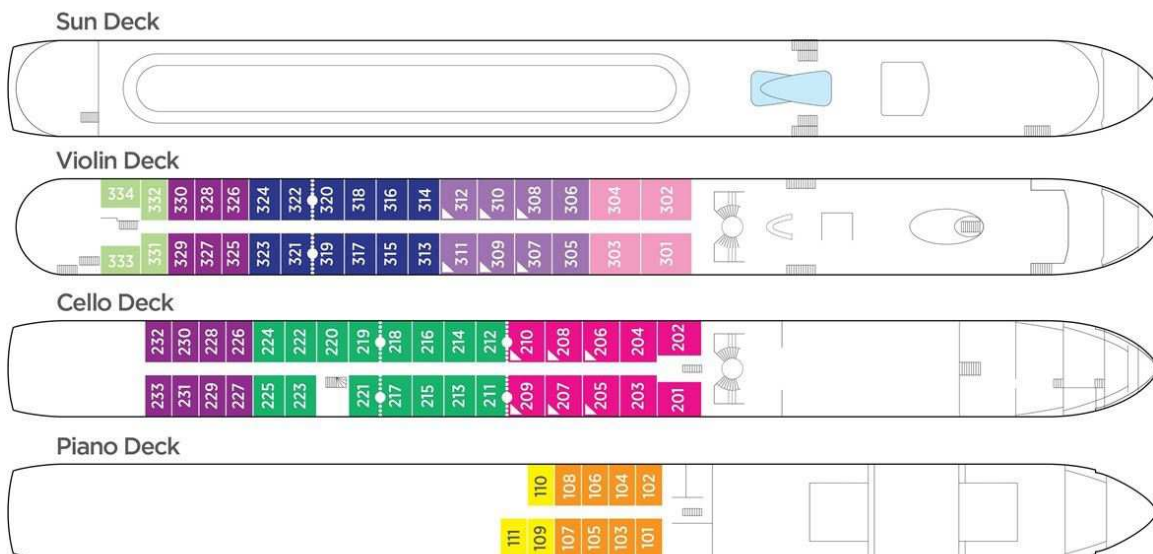 Sun Deck
Violin Deck
334 332 330 328 326 324 322 320 318 316 314 312 310 308 306 304 302
333 331 329 327 325 323 321 319 317 315 313 311 309 307 305 303 301
Cello Deck
232 230 228 226 224 222 220 219 218 216 214 212 210 208 206 204 202
233 231 229 227 225 223 221 217 215 213 211 209 207 205 203 201
Piano Deck
110 108 106 104 102
111 109 107 105 103 101